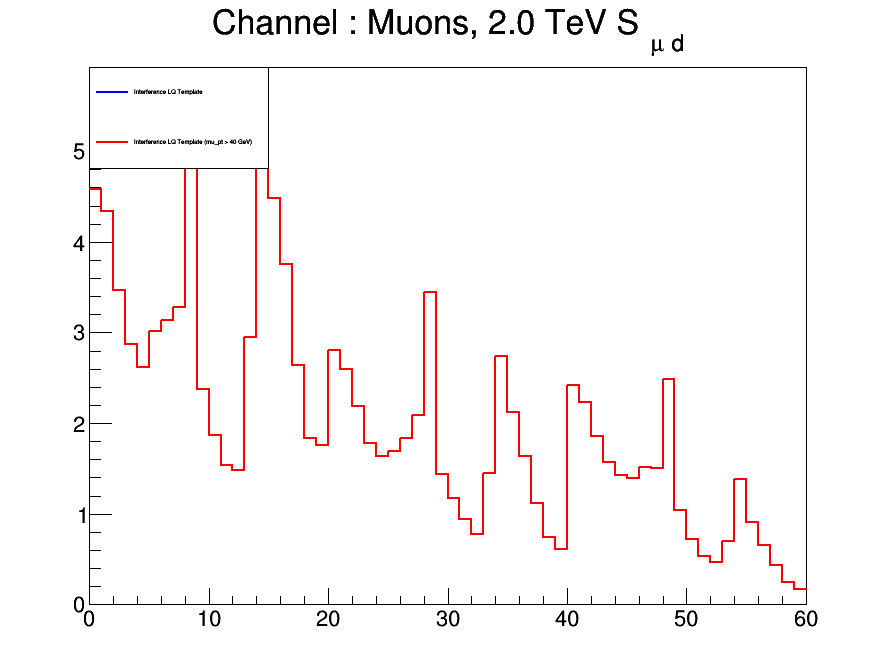 Channel : Muons, 2.0 TeV S μ d
Interference LQ Template
Interference LQ Template (mu_pt > 40 GeV)
5
4
3
2
1
0
0 10 20 30 40 50 60